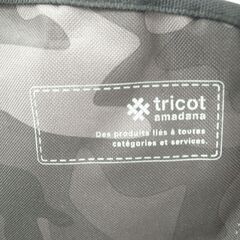 tricot
amadana
Des produits liés à toutes
catégories et services.